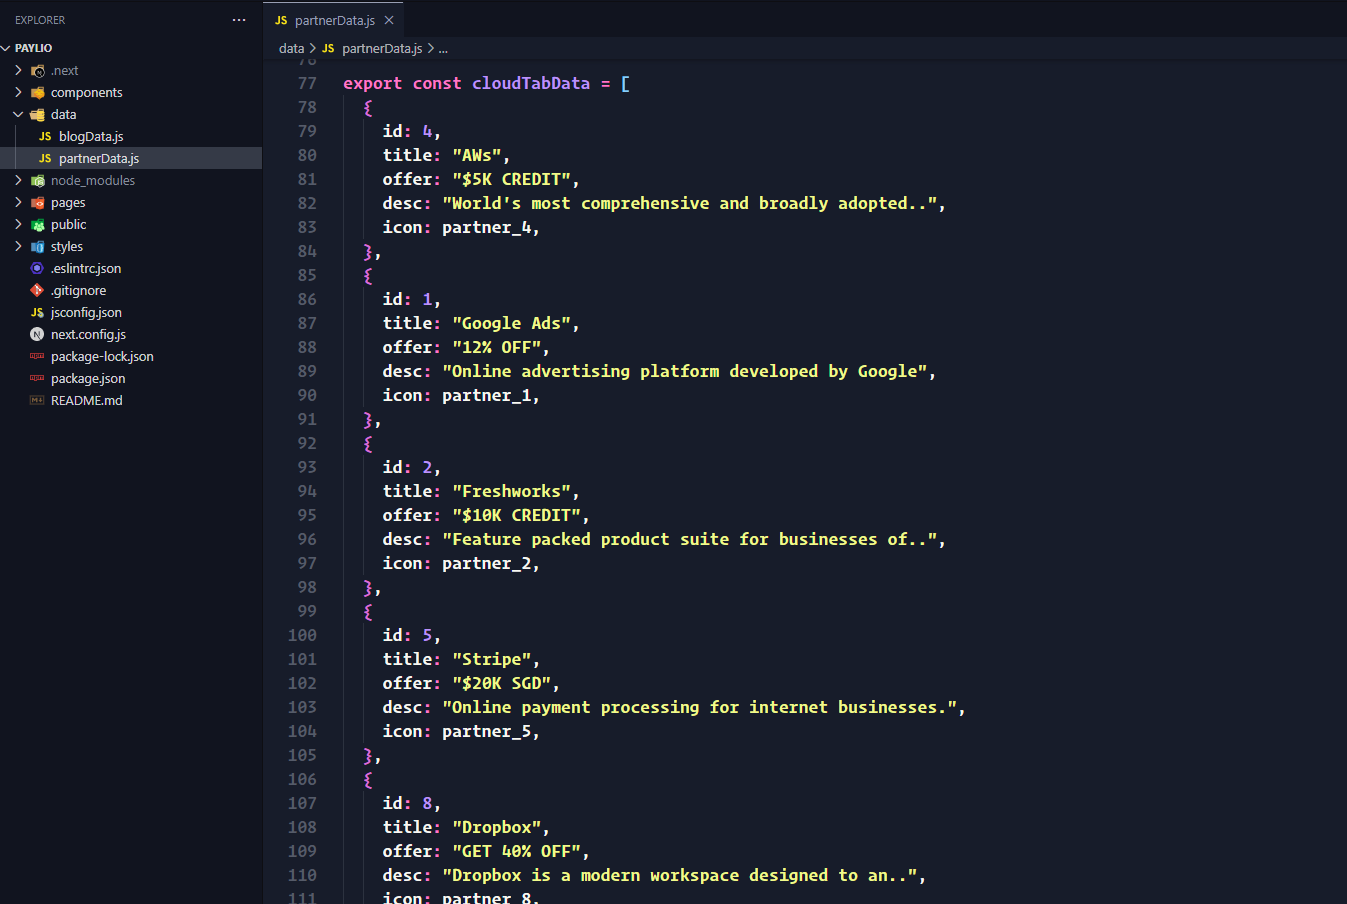 EXPLORER
PAYLIO
.next
components
data
JS blogData.js
JS partnerData.js
node_modules
pages
public
styles
.eslintrc.json
.gitignore
JS jsconfig.json
N next.config.js
package-lock.json
package.json
README.md
JS partnerData.js
data > JS partnerData.js > ...
76
77 export const cloudTabData = [
78 {
79 id: 4,
80 title: "AWs",
81 offer: "$5K CREDIT",
82 desc: "World's most comprehensive and broadly adopted..",
83 icon: partner_4,
84 },
85 {
86 id: 1,
87 title: "Google Ads",
88 offer: "12% OFF",
89 desc: "Online advertising platform developed by Google",
90 icon: partner_1,
91 },
92 {
93 id: 2,
94 title: "Freshworks",
95 offer: "$10K CREDIT",
96 desc: "Feature packed product suite for businesses of..",
97 icon: partner_2,
98 },
99 {
100 id: 5,
101 title: "Stripe",
102 offer: "$20K SGD",
103 desc: "Online payment processing for internet businesses.",
104 icon: partner_5,
105 },
106 {
107 id: 8,
108 title: "Dropbox",
109 offer: "GET 40% OFF",
110 desc: "Dropbox is a modern workspace designed to an..",
111 icon: partner_8,